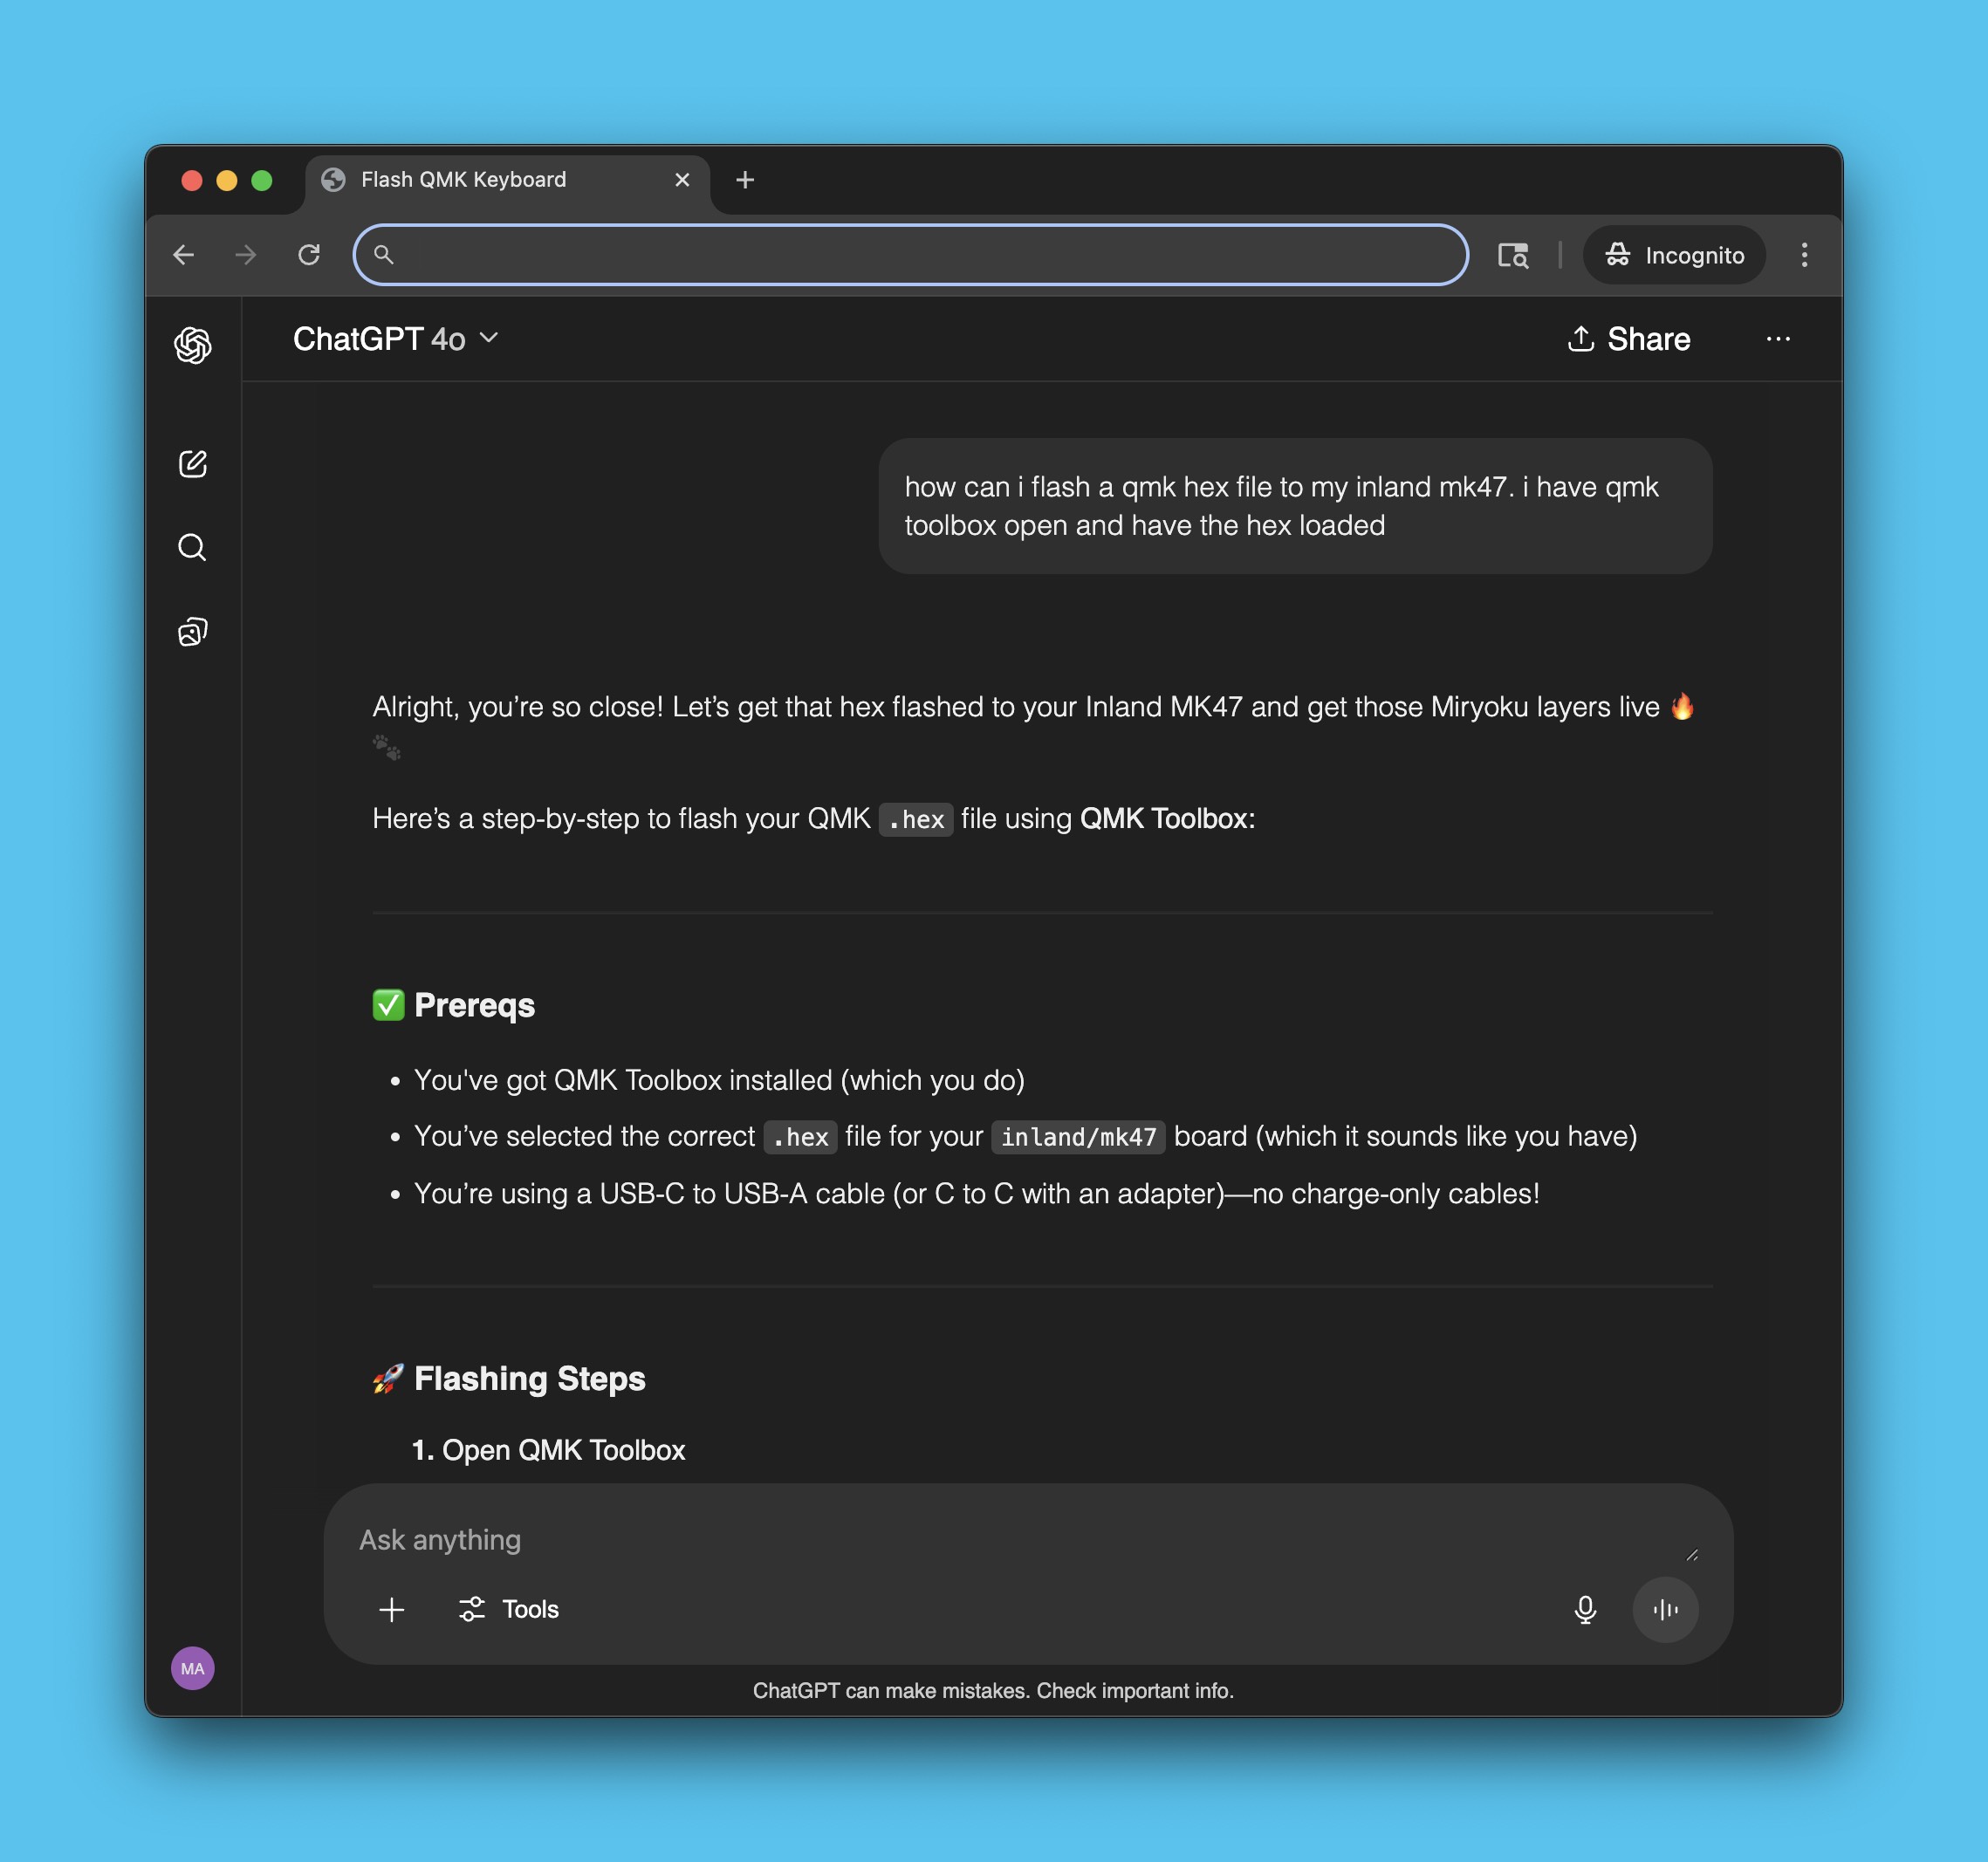 Flash QMK Keyboard
Incognito
ChatGPT 4o
Share
how can i flash a qmk hex file to my inland mk47. i have qmk
toolbox open and have the hex loaded
Alright, you’re so close! Let’s get that hex flashed to your Inland MK47 and get those Miryoku layers live 🔥
🐾
Here’s a step-by-step to flash your QMK .hex file using QMK Toolbox:
✅ Prereqs
• You've got QMK Toolbox installed (which you do)
• You’ve selected the correct .hex file for your inland/mk47 board (which it sounds like you have)
• You’re using a USB-C to USB-A cable (or C to C with an adapter)—no charge-only cables!
🚀 Flashing Steps
1. Open QMK Toolbox
Ask anything
Tools
MA
ChatGPT can make mistakes. Check important info.